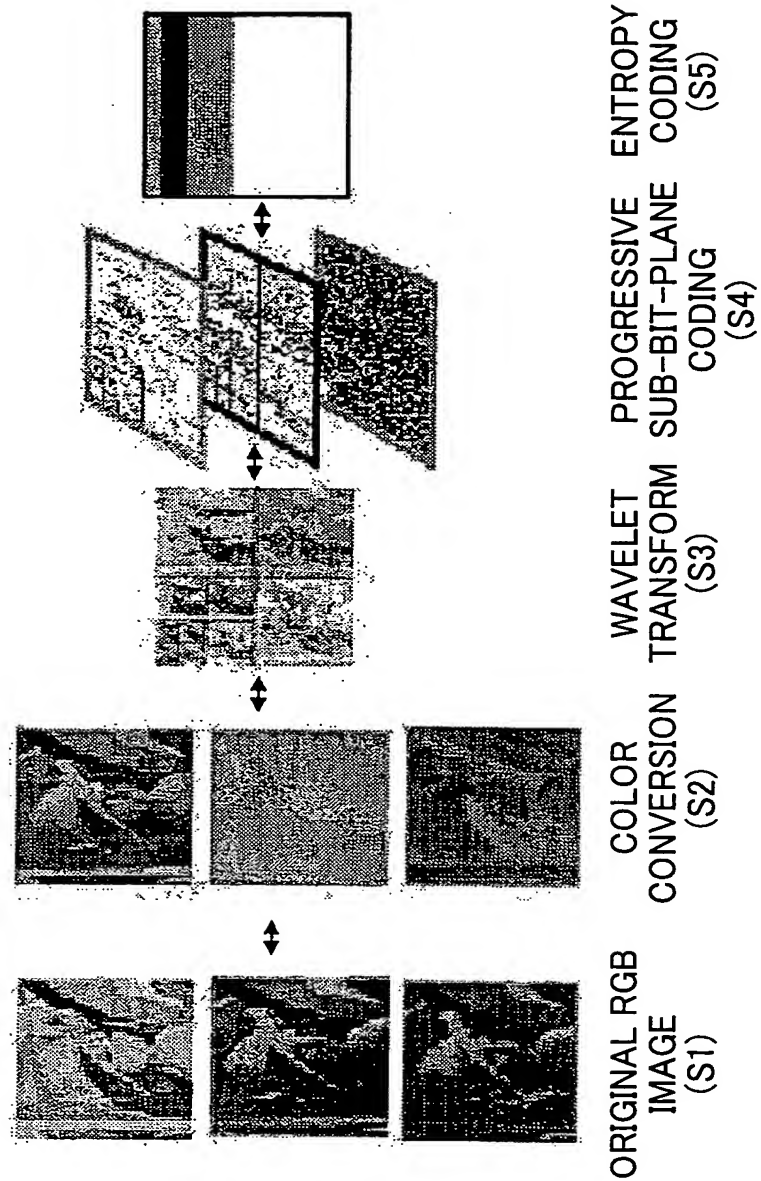 ORIGINAL RGB
IMAGE
(S1)
COLOR
CONVERSION
(S2)
WAVELET
TRANSFORM
(S3)
PROGRESSIVE
SUB-BIT-PLANE
CODING
(S4)
ENTROPY
CODING
(S5)